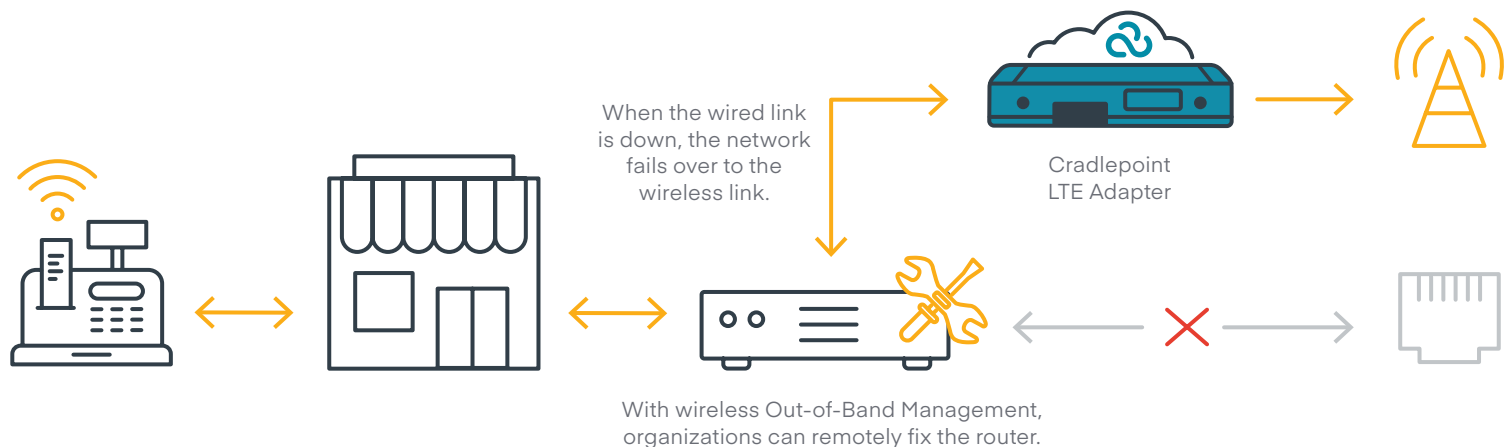 When the wired link
is down, the network
fails over to the
wireless link.
Cradlepoint
LTE Adapter
With wireless Out-of-Band Management,
organizations can remotely fix the router.